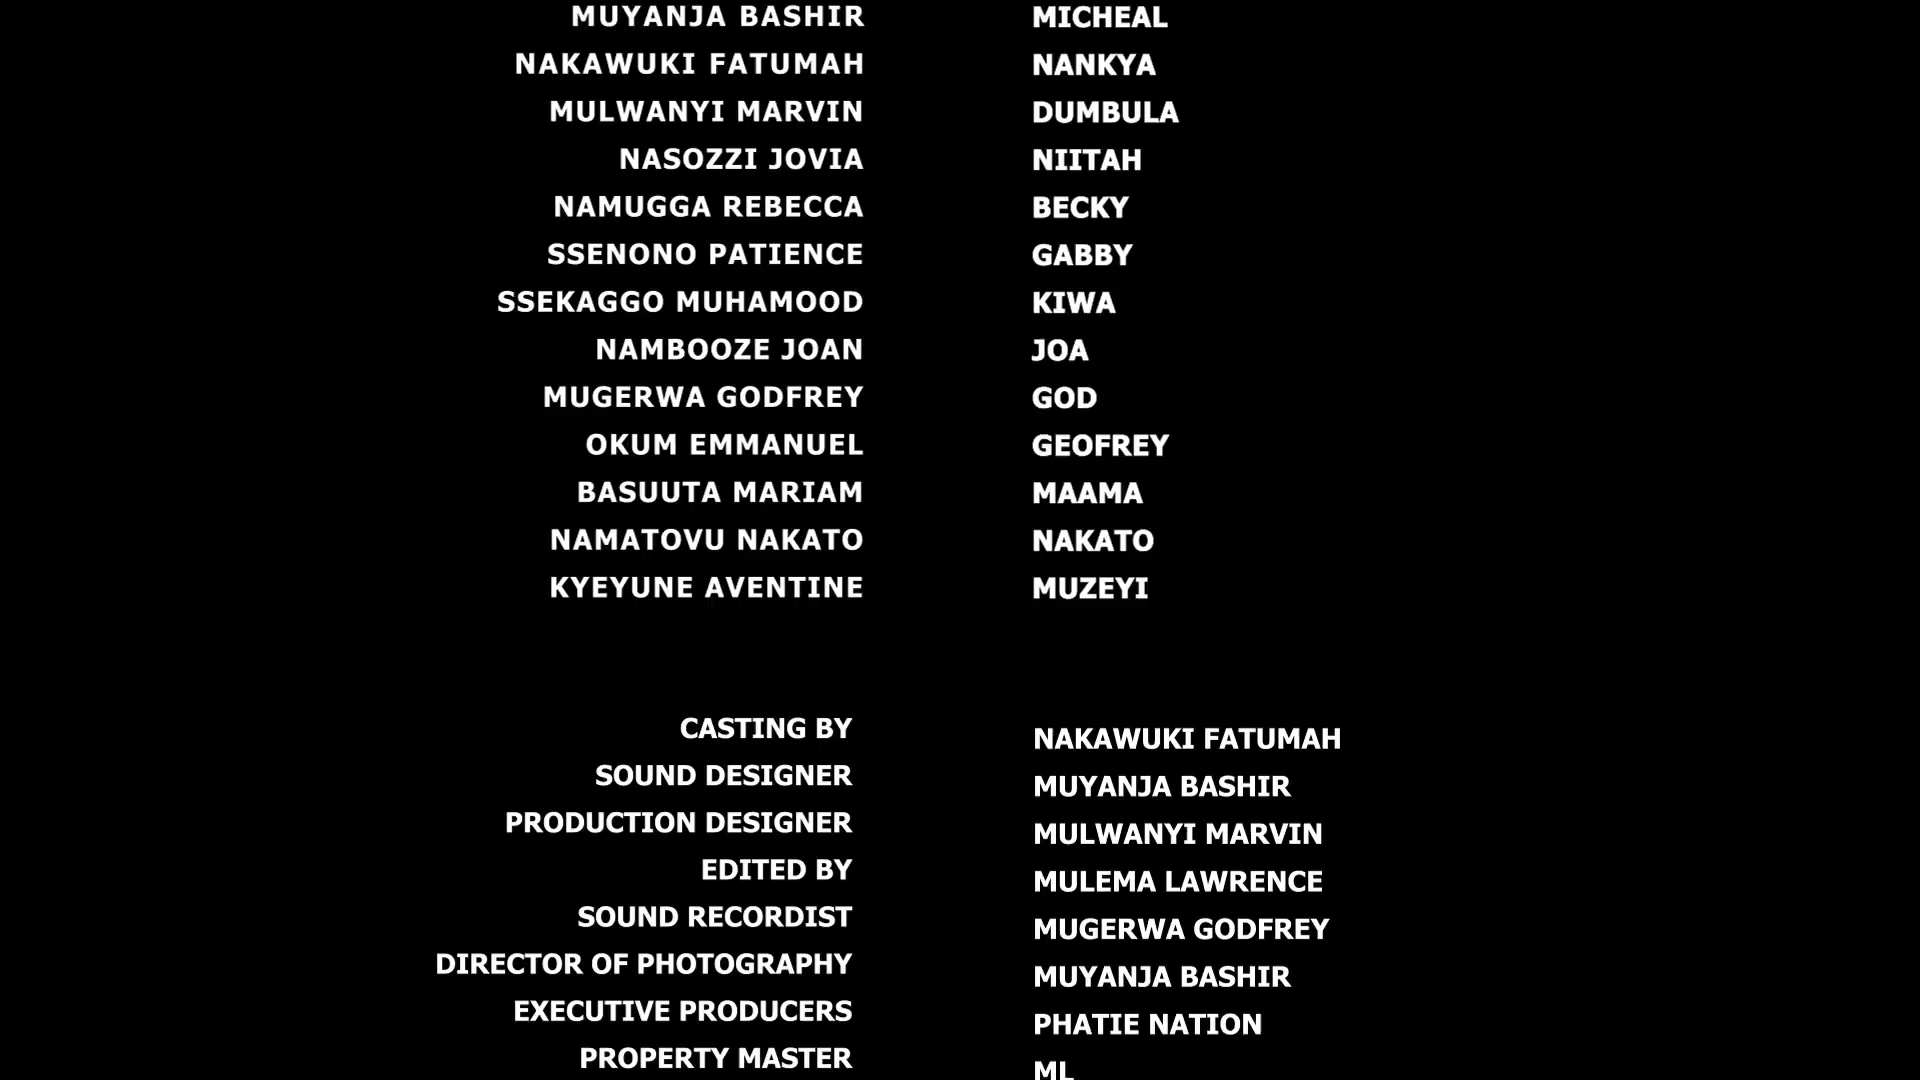 MUYANJA BASHIR MICHEAL
NAKAWUKI FATUMAH NANKYA
MULWANYI MARVIN DUMBULA
NASOZZI JOVIA NIITAH
NAMUGGA REBECCA BECKY
SSENONO PATIENCE GABBY
SSEKAGGO MUHAMOOD KIWA
NAMBOOZE JOAN JOA
MUGERWA GODFREY GOD
OKUM EMMANUEL GEOFREY
BASUUTA MARIAM MAAMA
NAMATOVU NAKATO NAKATO
KYEYUNE AVENTINE MUZEYI
CASTING BY NAKAWUKI FATUMAH
SOUND DESIGNER MUYANJA BASHIR
PRODUCTION DESIGNER MULWANYI MARVIN
EDITED BY MULEMA LAWRENCE
SOUND RECORDIST MUGERWA GODFREY
DIRECTOR OF PHOTOGRAPHY MUYANJA BASHIR
EXECUTIVE PRODUCERS PHATIE NATION
PROPERTY MASTER ML